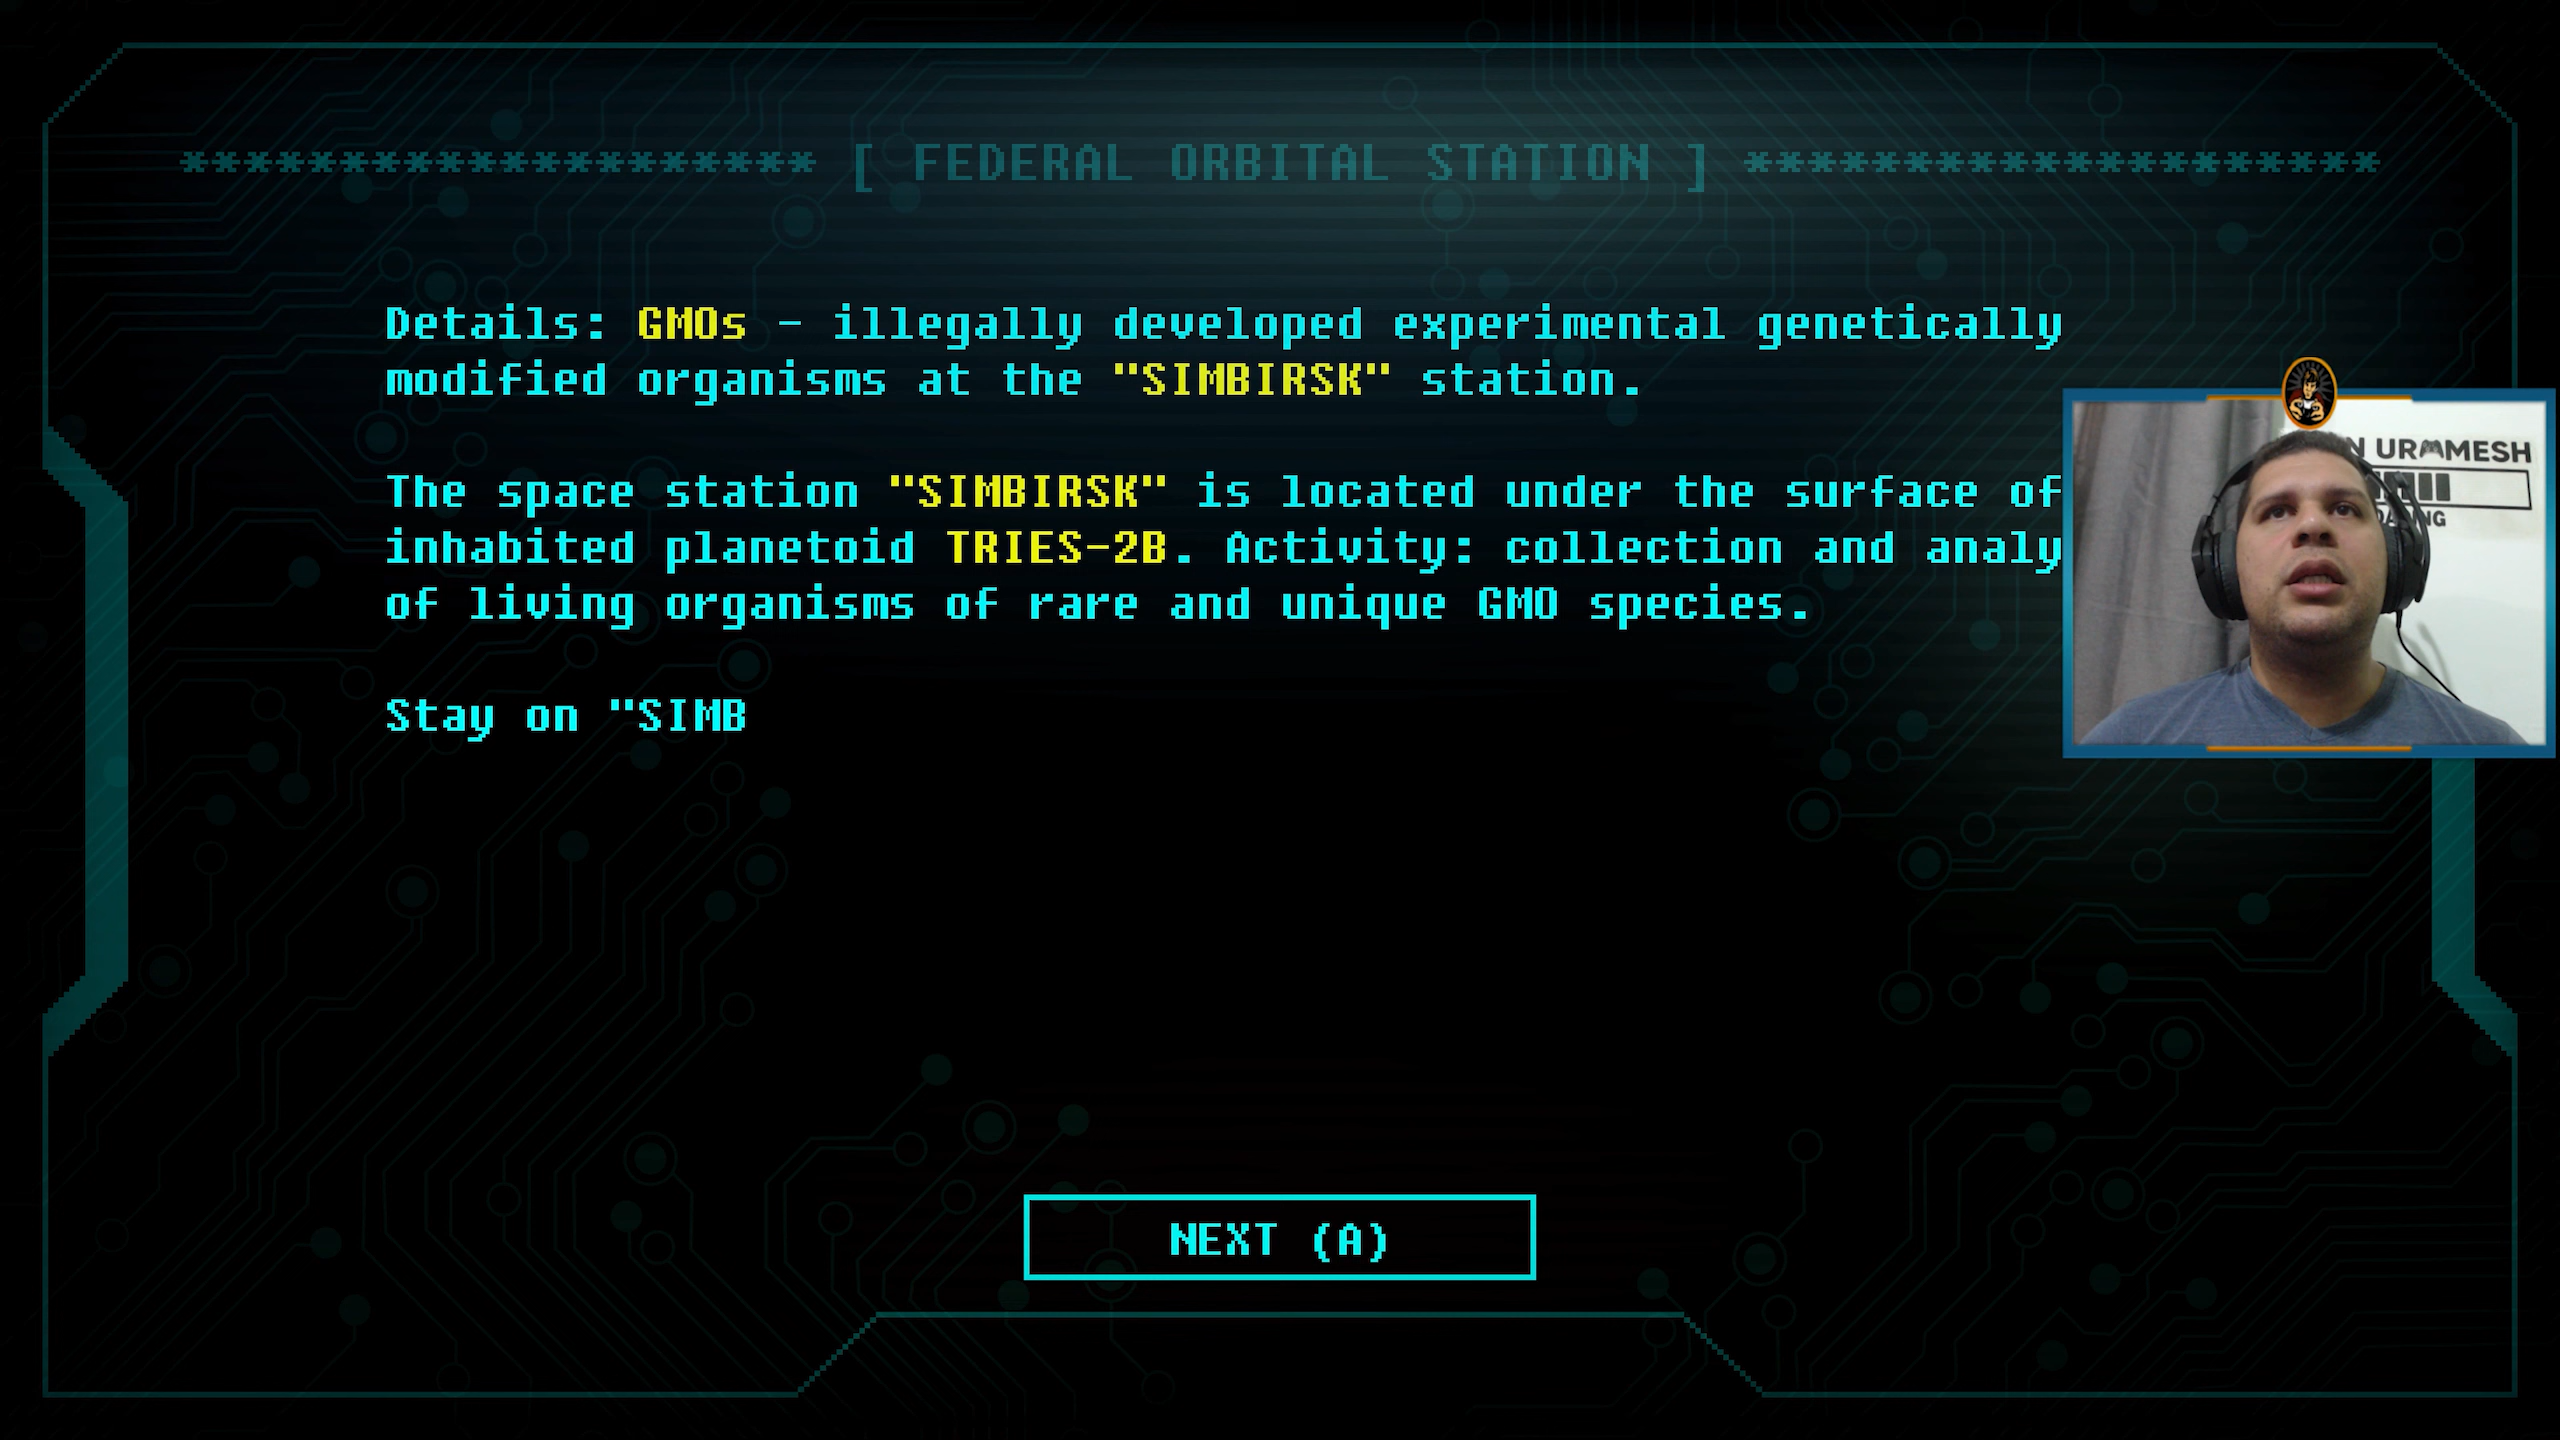 ******************** [ FEDERAL ORBITAL STATION ] ********************
Details: GMOs - illegally developed experimental genetically
modified organisms at the "SIMBIRSK" station.
The space station "SIMBIRSK" is located under the surface of
inhabited planetoid TRIES-2B. Activity: collection and analy
of living organisms of rare and unique GMO species.
Stay on "SIMB
N URAMESH
NEXT (A)